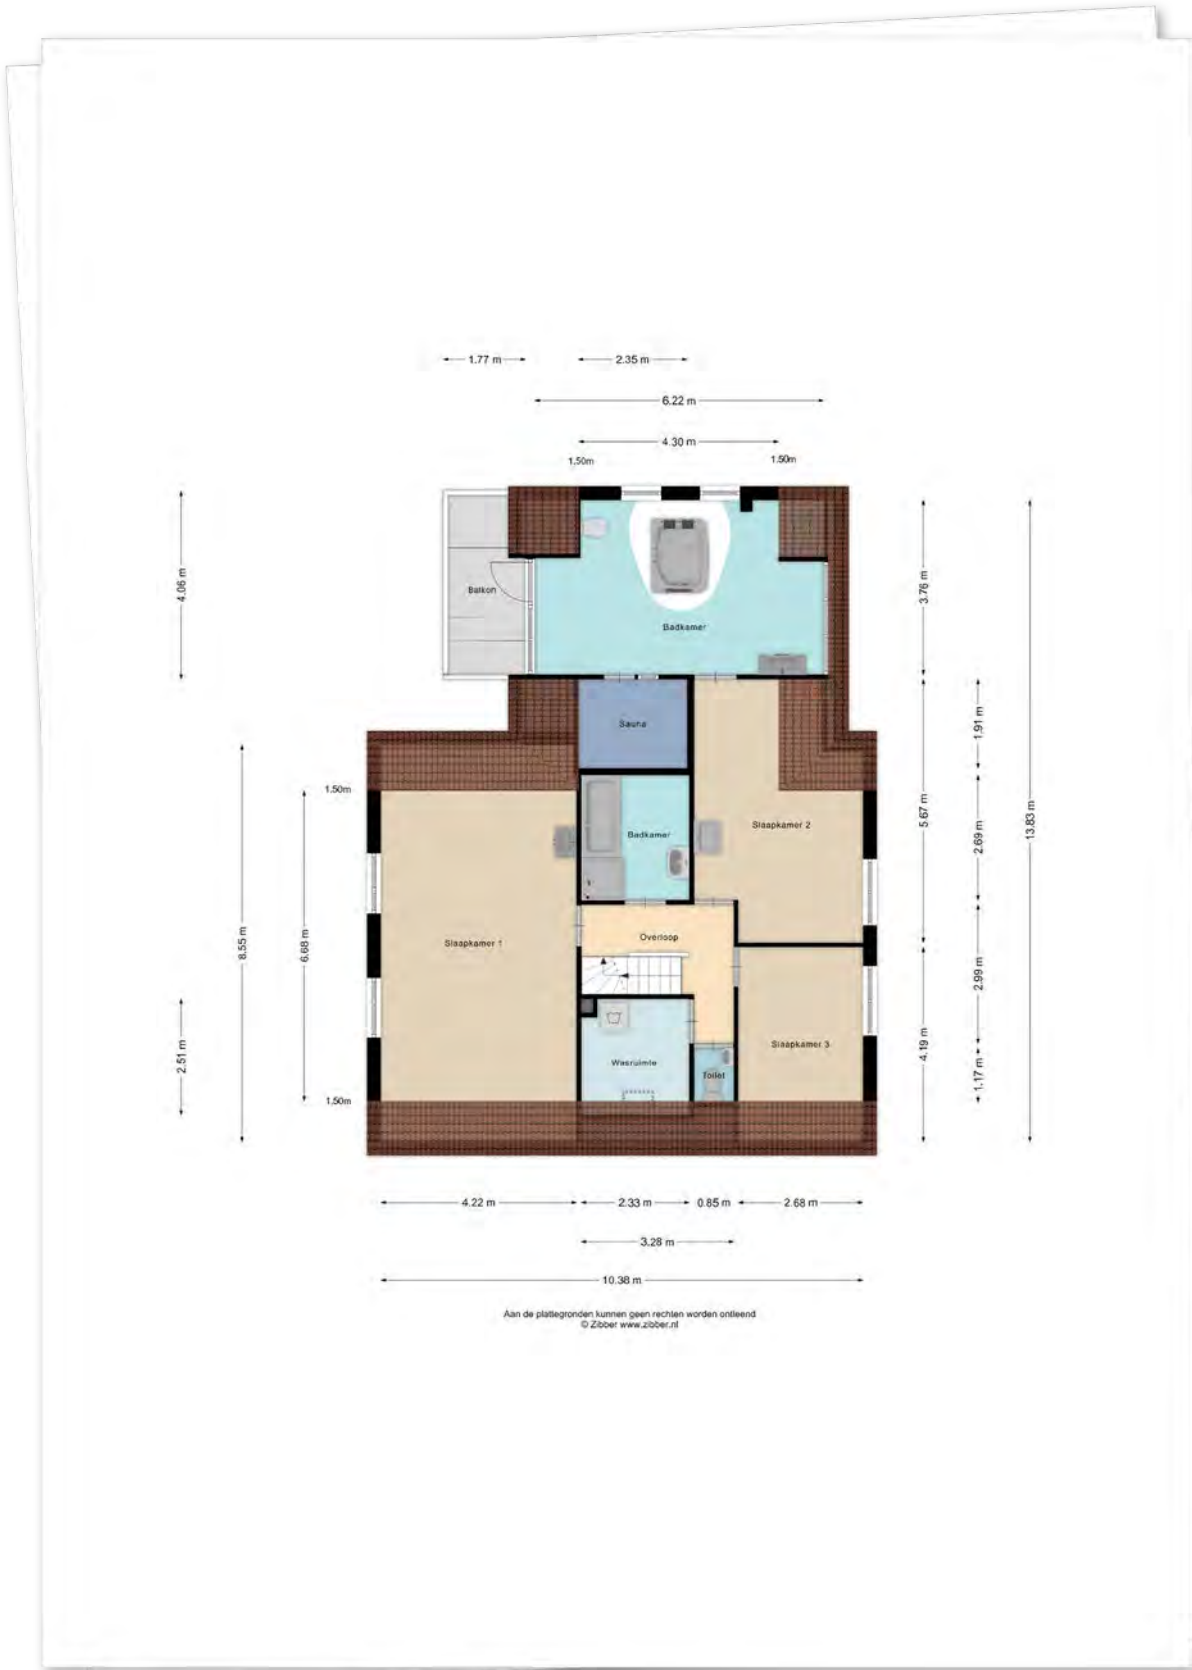 1.77 m
2.35 m
6.22 m
4.30 m
1.50m
1.50m
4.06 m
3.76 m
Balkon
Badkamer
Sauna
1.91 m
8.55 m
1.50m
5.67 m
13.83 m
Badkamer
Slaapkamer 2
2.69 m
6.68 m
Slaapkamer 1
Overloop
2.99 m
2.51 m
4.19 m
Slaapkamer 3
Wasruimte
Toilet
1.17 m
1.50m
4.22 m
2.33 m
0.85 m
2.68 m
3.28 m
10.38 m
Aan de plattegronden kunnen geen rechten worden ontleend
© Zibber www.zibber.nl